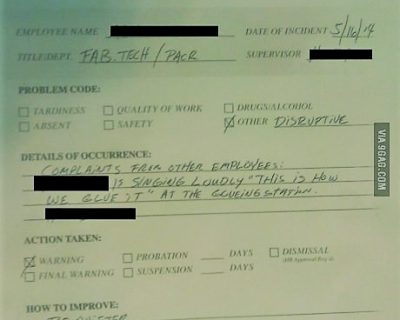 EMPLOYEE NAME DATE OF INCIDENT 5/16/14
TITLE/DEPT. FAB. TECH / PACR SUPERVISOR
PROBLEM CODE:
TARDINESS QUALITY OF WORK DRUGS/ALCOHOL
ABSENT SAFETY OTHER DISRUPTIVE
DETAILS OF OCCURRENCE:
COMPLAINTS FROM OTHER EMPLOYEES:
IS SINGING LOUDLY "THIS IS HOW
WE GLUE IT" AT THE GLUEING STATION.
ACTION TAKEN:
WARNING PROBATION DAYS DISMISSAL
(HR Approval Req'd)
FINAL WARNING SUSPENSION DAYS
HOW TO IMPROVE:
VIA 9GAG.COM